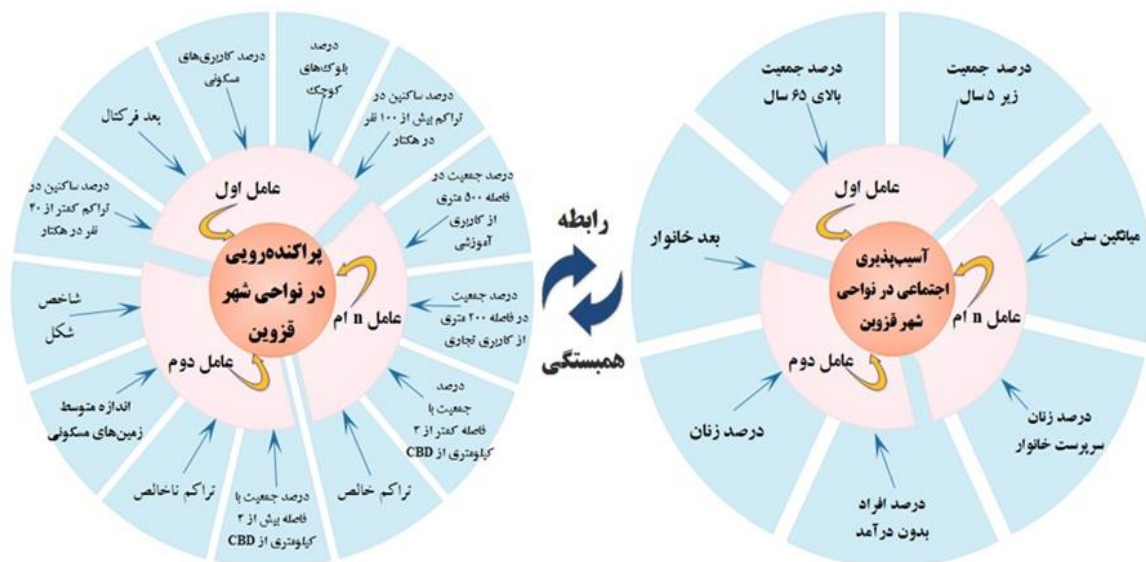 درصد جمعیت
زیر ۵ سال
درصد جمعیت
بالای ۶۵ سال
میانگین سنی
بعد خانوار
درصد زنان
سرپرست خانوار
درصد زنان
درصد افراد
بدون درآمد
عامل اول
عامل n ام
عامل دوم
آسیب‌پذیری
اجتماعی در نواحی
شهر قزوین
رابطه
همبستگی
درصد
بلوک‌های
کوچک
درصد کاربری‌های
مسکونی
درصد ساکنین در
تراکم بیش از ۱۰۰ نفر
در هکتار
بعد فرکتال
درصد جمعیت در
فاصله ۵۰۰ متری
از کاربری
آموزشی
درصد ساکنین در
تراکم کمتر از ۴۰
نفر در هکتار
درصد جمعیت
در فاصله ۲۰۰ متری
از کاربری تجاری
شاخص
شکل
درصد
جمعیت با
فاصله کمتر از ۳
کیلومتری از CBD
اندازه متوسط
زمین‌های مسکونی
تراکم خالص
درصد جمعیت با
فاصله بیش از ۳
کیلومتری از CBD
تراکم ناخالص
عامل اول
عامل n ام
عامل دوم
پراکنده‌رویی
در نواحی شهر
قزوین